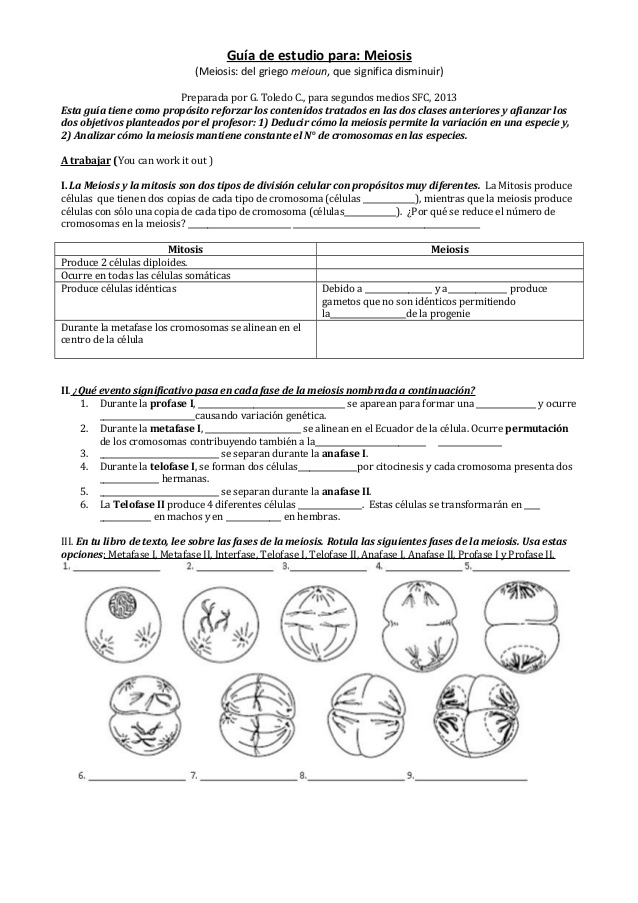 Guía de estudio para: Meiosis
(Meiosis: del griego meioun, que significa disminuir)
Preparada por G. Toledo C., para segundos medios SFC, 2013
Esta guía tiene como propósito reforzar los contenidos tratados en las dos clases anteriores y afianzar los
dos objetivos planteados por el profesor: 1) Deducir cómo la meiosis permite la variación en una especie y,
2) Analizar cómo la meiosis mantiene constante el N° de cromosomas en las especies.
A trabajar (You can work it out )
I. La Meiosis y la mitosis son dos tipos de división celular con propósitos muy diferentes. La Mitosis produce
células que tienen dos copias de cada tipo de cromosoma (células ____________), mientras que la meiosis produce
células con sólo una copia de cada tipo de cromosoma (células____________). ¿Por qué se reduce el número de
cromosomas en la meiosis? ________________________ ____________________________________________
Mitosis Meiosis
Produce 2 células diploides.
Ocurre en todas las células somáticas
Produce células idénticas
Debido a ________________ y a______________ produce
gametos que no son idénticos permitiendo
la__________________de la progenie
Durante la metafase los cromosomas se alinean en el
centro de la célula
II. ¿Qué evento significativo pasa en cada fase de la meiosis nombrada a continuación?
1. Durante la profase I, __________________________________ se aparean para formar una ______________ y ocurre
______________________causando variación genética.
2. Durante la metafase I, ______________________ se alinean en el Ecuador de la célula. Ocurre permutación
de los cromosomas contribuyendo también a la__________________________ _______________
3. ____________________________ se separan durante la anafase I.
4. Durante la telofase I, se forman dos células______________por citocinesis y cada cromosoma presenta dos
______________ hermanas.
5. ____________________________ se separan durante la anafase II.
6. La Telofase II produce 4 diferentes células _______________. Estas células se transformarán en ____
____________ en machos y en _____________ en hembras.
III. En tu libro de texto, lee sobre las fases de la meiosis. Rotula las siguientes fases de la meiosis. Usa estas
opciones: Metafase I, Metafase II, Interfase, Telofase I, Telofase II, Anafase I, Anafase II, Profase I y Profase II.
1. __________________ 2. __________________ 3.__________________ 4. __________________ 5.____________________
6. ____________________ 7. ____________________ 8.____________________ 9.______________________